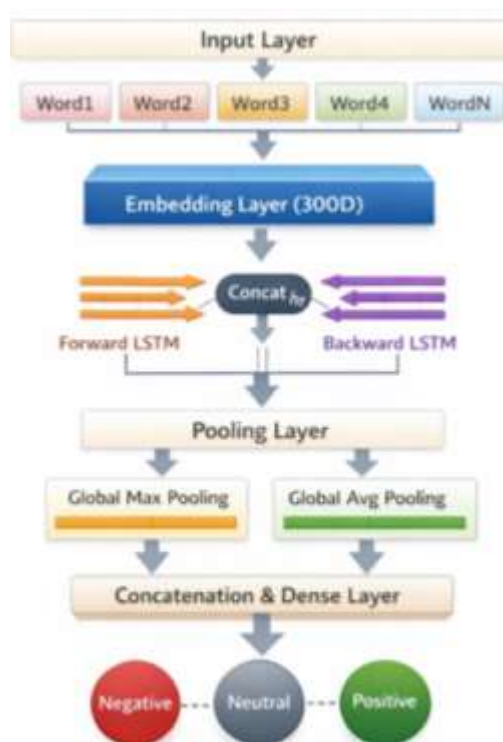 Input Layer
Word1 Word2 Word3 Word4 WordN
Embedding Layer (300D)
Concat
Forward LSTM Backward LSTM
Pooling Layer
Global Max Pooling Global Avg Pooling
Concatenation & Dense Layer
Negative Neutral Positive